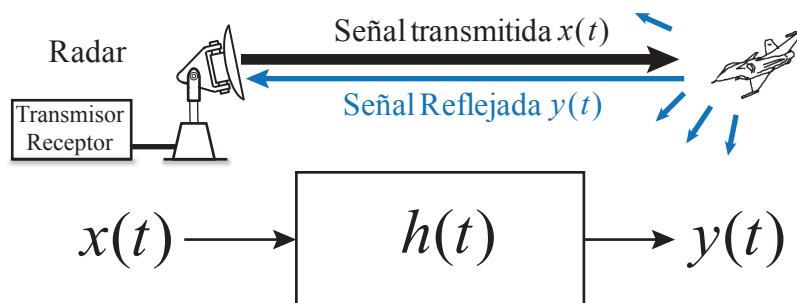 Señal transmitida x(t)
Radar
Señal Reflejada y(t)
Transmisor
Receptor
x(t)
h(t)
y(t)